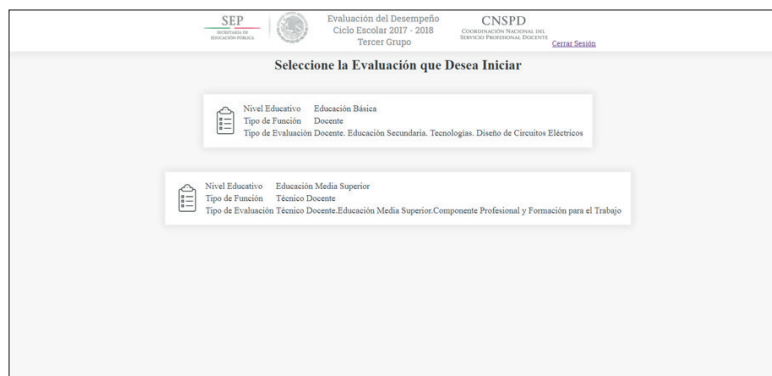 SEP
SECRETARÍA DE
EDUCACIÓN PÚBLICA
Evaluación del Desempeño
Ciclo Escolar 2017 - 2018
Tercer Grupo
CNSPD
COORDINACIÓN NACIONAL DEL
SERVICIO PROFESIONAL DOCENTE
Cerrar Sesión
Seleccione la Evaluación que Desea Iniciar
Nivel Educativo Educación Básica
Tipo de Función Docente
Tipo de Evaluación Docente. Educación Secundaria. Tecnologías. Diseño de Circuitos Eléctricos
Nivel Educativo Educación Media Superior
Tipo de Función Técnico Docente
Tipo de Evaluación Técnico Docente.Educación Media Superior.Componente Profesional y Formación para el Trabajo